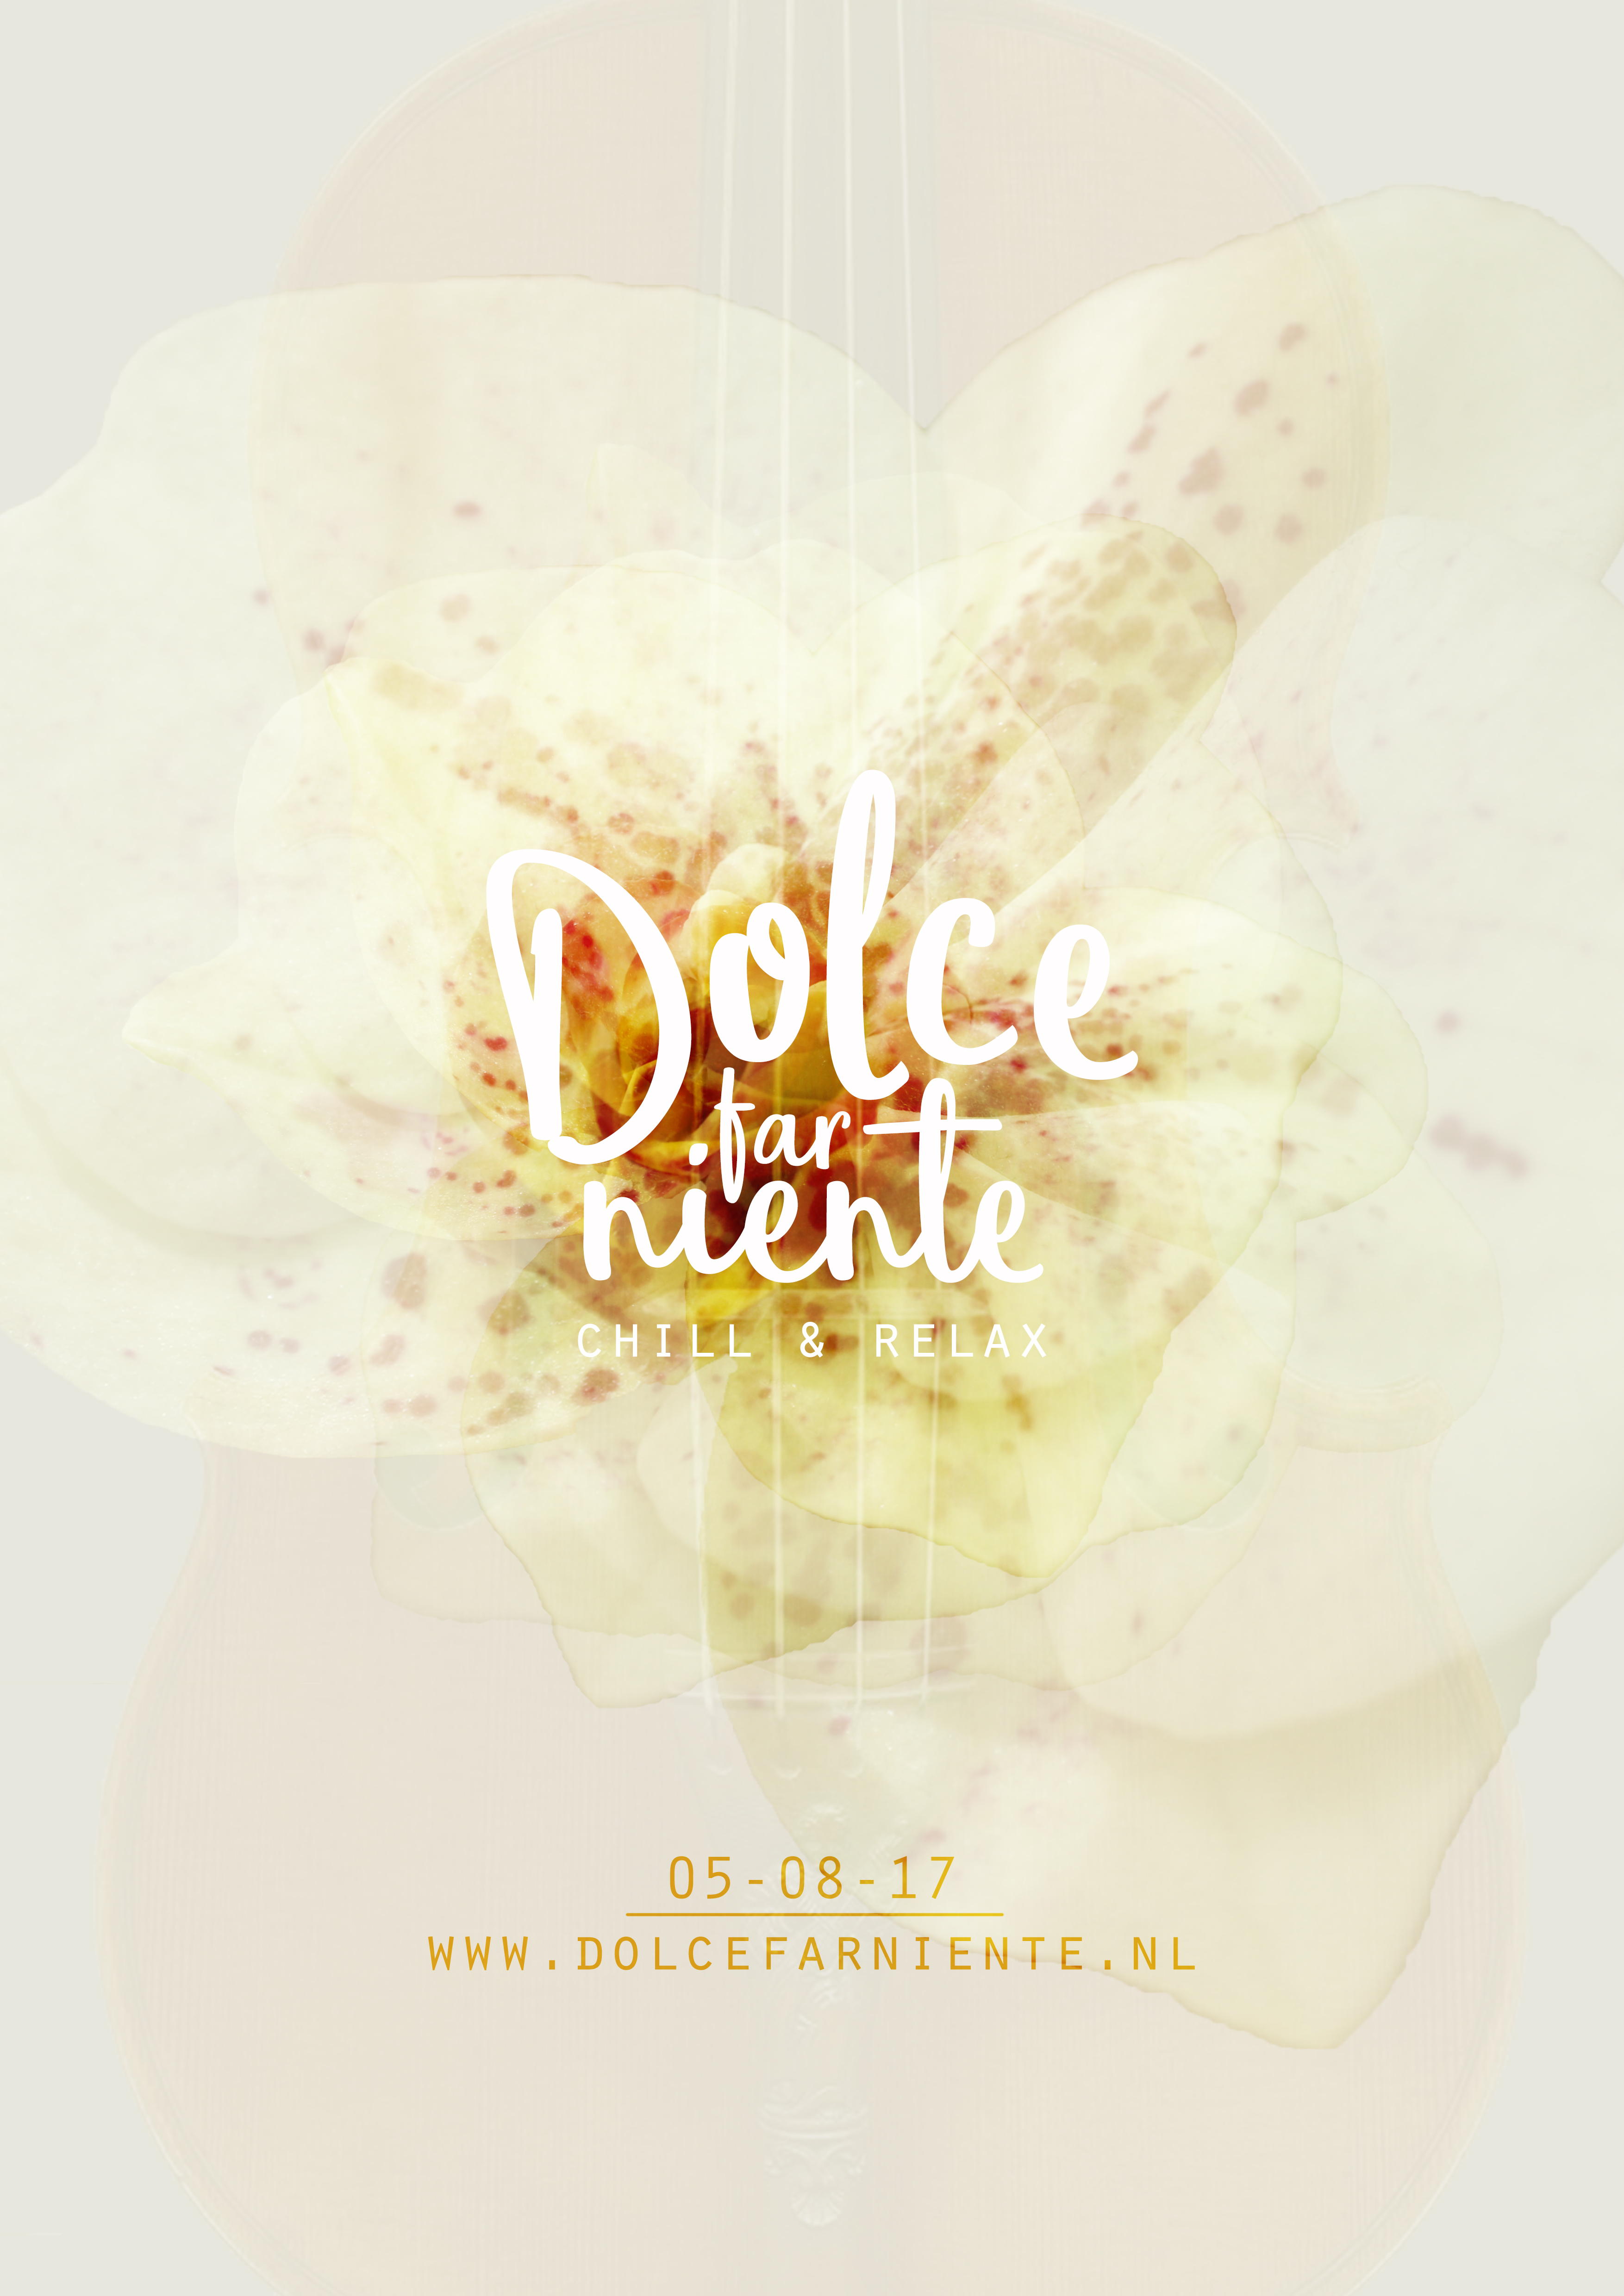 Dolce
far
niente
CHILL & RELAX
05-08-17
WWW.DOLCEFARNIENTE.NL